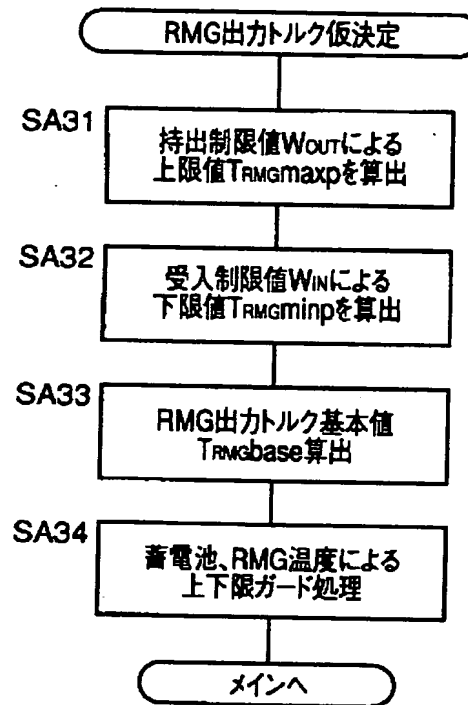 RMG出力トルク仮決定
SA31
持出制限値WOUTによる
上限値TRMGmaxpを算出
SA32
受入制限値WINによる
下限値TRMGminpを算出
SA33
RMG出力トルク基本値
TRMGbase算出
SA34
蓄電池、RMG温度による
上下限ガード処理
メインへ